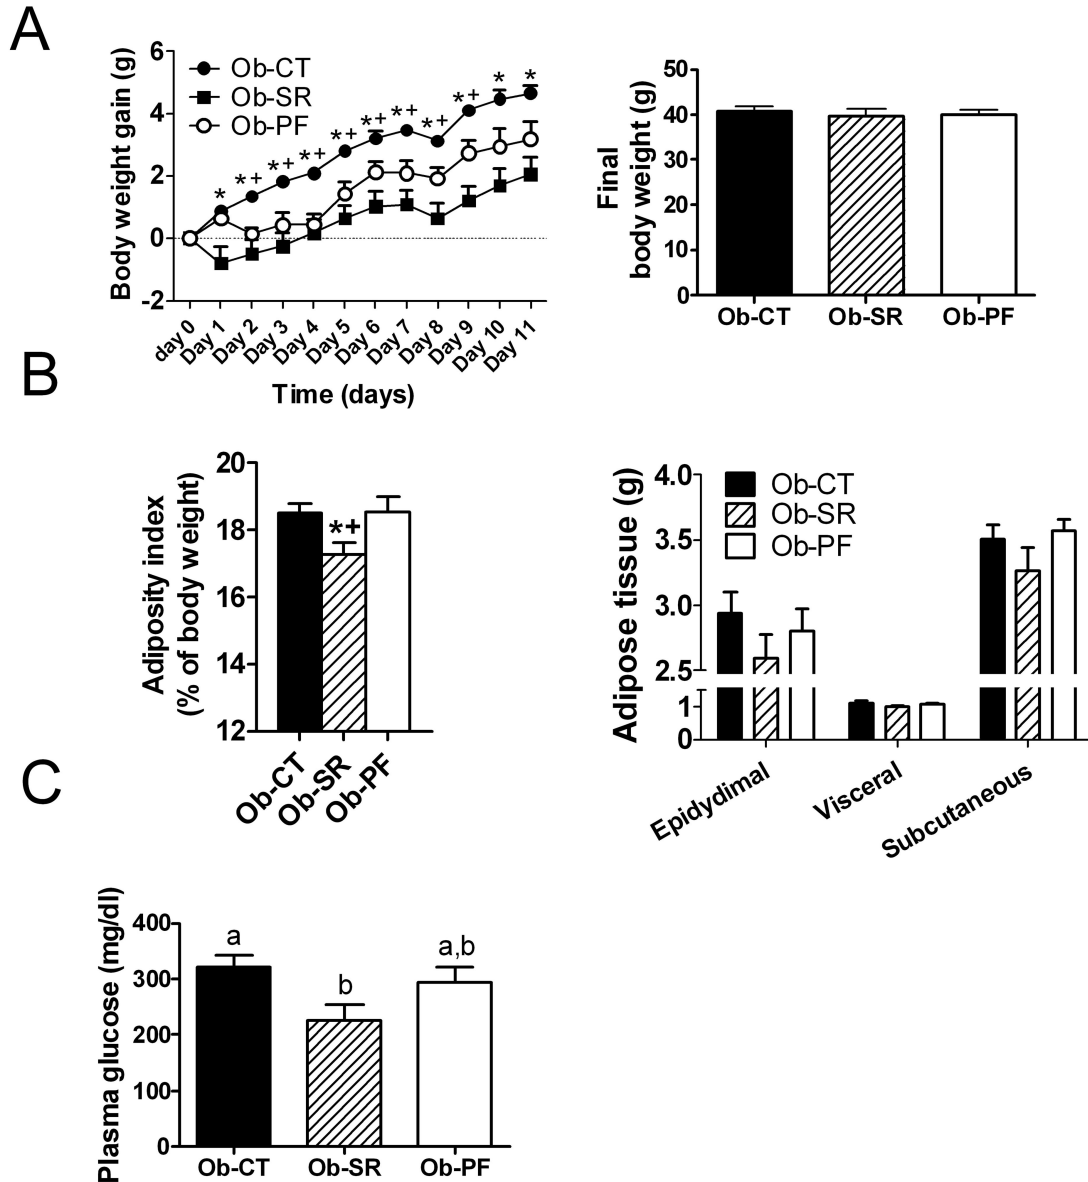 A
Body weight gain (g)
6
4
2
0
-2
Ob-CT
Ob-SR
Ob-PF
*
*+
*+
*+
*+
*+
*+
*+
*+
*
*
day 0
Day 1
Day 2
Day 3
Day 4
Day 5
Day 6
Day 7
Day 8
Day 9
Day 10
Day 11
Time (days)
Final
body weight (g)
50
40
30
20
10
0
Ob-CT
Ob-SR
Ob-PF
B
Adiposity index
(% of body weight)
20
18
16
14
12
*+
Ob-CT
Ob-SR
Ob-PF
Adipose tissue (g)
4.0
3.5
3.0
2.5
1
0
Ob-CT
Ob-SR
Ob-PF
Epidydimal
Visceral
Subcutaneous
C
Plasma glucose (mg/dl)
400
300
200
100
0
a
b
a,b
Ob-CT
Ob-SR
Ob-PF